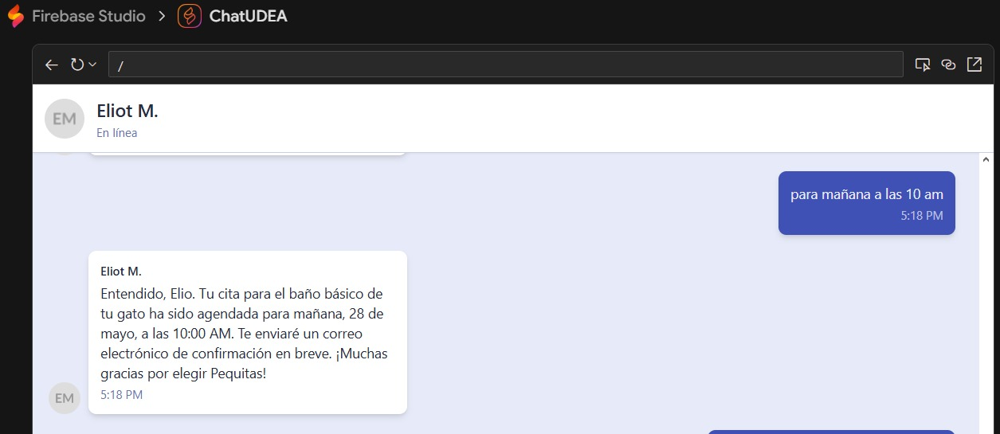 Firebase Studio > ChatUDEA
/
EM
Eliot M.
En línea
para mañana a las 10 am
5:18 PM
Eliot M.
Entendido, Elio. Tu cita para el baño básico de
tu gato ha sido agendada para mañana, 28 de
mayo, a las 10:00 AM. Te enviaré un correo
electrónico de confirmación en breve. ¡Muchas
gracias por elegir Pequitas!
5:18 PM
EM